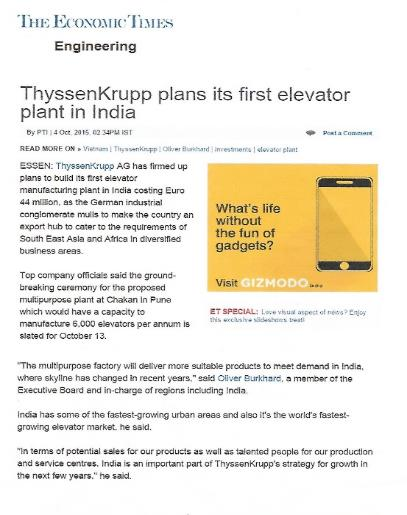 THE ECONOMIC TIMES
Engineering
ThyssenKrupp plans its first elevator
plant in India
By PTI | 4 Oct, 2015, 02.34PM IST
Post a Comment
READ MORE ON » Vietnam | ThyssenKrupp | Oliver Burkhard | investments | elevator plant
ESSEN: ThyssenKrupp AG has firmed up
plans to build its first elevator
manufacturing plant in India costing Euro
44 million, as the German industrial
conglomerate mulls to make the country an
export hub to cater to the requirements of
South East Asia and Africa in diversified
business areas.
What's life
without
the fun of
gadgets?
Visit GIZMODO India
ET SPECIAL: Love visual aspect of news? Enjoy
this exclusive slideshows treat!
Top company officials said the ground-
breaking ceremony for the proposed
multipurpose plant at Chakan in Pune
which would have a capacity to
manufacture 6,000 elevators per annum is
slated for October 13.
"The multipurpose factory will deliver more suitable products to meet demand in India,
where skyline has changed in recent years," said Oliver Burkhard, a member of the
Executive Board and in-charge of regions including India.
India has some of the fastest-growing urban areas and also it's the world's fastest-
growing elevator market, he said.
"In terms of potential sales for our products as well as talented people for our production
and service centres, India is an important part of ThyssenKrupp's strategy for growth in
the next few years," he said.